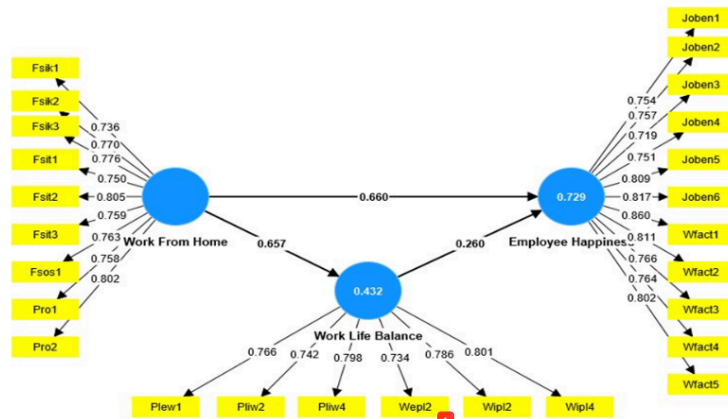 Joben1
Joben2
Joben3
Joben4
Joben5
Joben6
Wfact1
Wfact2
Wfact3
Wfact4
Wfact5
Fsik1
Fsik2
Fsik3
Fsit1
Fsit2
Fsit3
Fsos1
Pro1
Pro2
0.736
0.770
0.776
0.750
0.805
0.759
0.763
0.758
0.802
Work From Home
0.660
0.657
0.260
0.754
0.757
0.719
0.751
0.809
0.817
0.860
0.811
0.766
0.764
0.802
0.729
Employee Happiness
0.432
Work Life Balance
0.766
0.742
0.798
0.734
0.786
0.801
Plew1
Pliw2
Pliw4
Wepl2
Wipl2
Wipl4